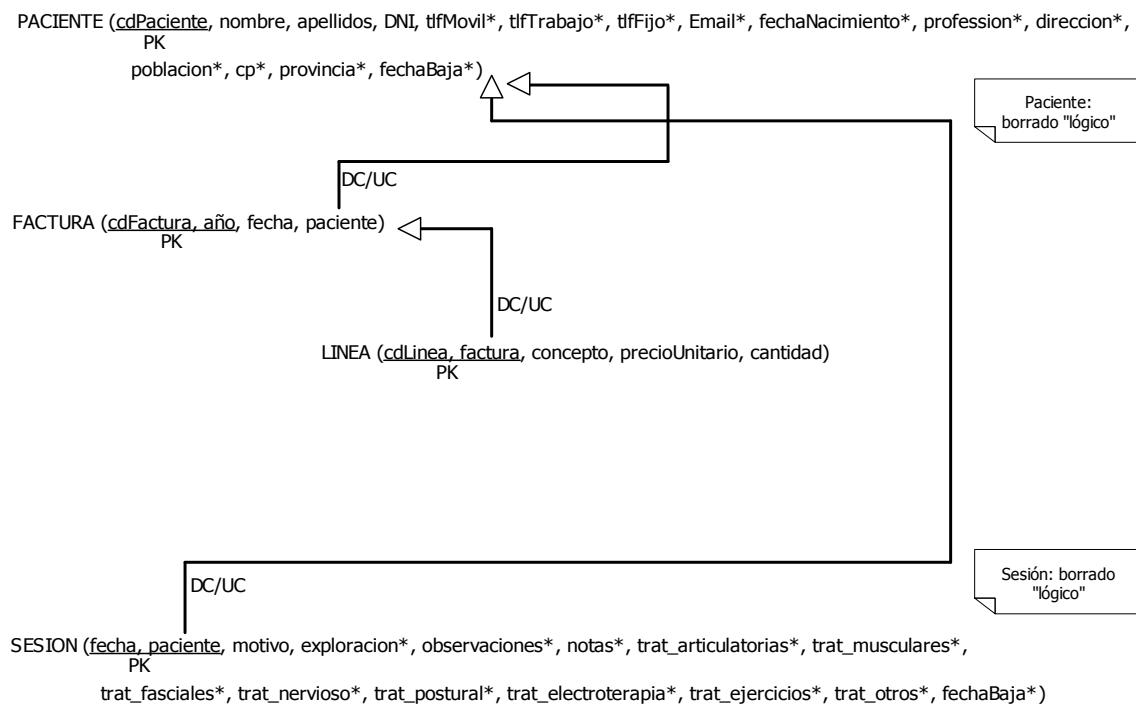 PACIENTE (cdPaciente, nombre, apellidos, DNI, tlfMovil*, tlfTrabajo*, tlfFijo*, Email*, fechaNacimiento*, profession*, direccion*,
PK
poblacion*, cp*, provincia*, fechaBaja*)
Paciente:
borrado "lógico"
DC/UC
FACTURA (cdFactura, año, fecha, paciente)
PK
DC/UC
LINEA (cdLinea, factura, concepto, precioUnitario, cantidad)
PK
Sesión: borrado
"lógico"
DC/UC
SESION (fecha, paciente, motivo, exploracion*, observaciones*, notas*, trat_articulatorias*, trat_musculares*,
PK
trat_fasciales*, trat_nervioso*, trat_postural*, trat_electroterapia*, trat_ejercicios*, trat_otros*, fechaBaja*)